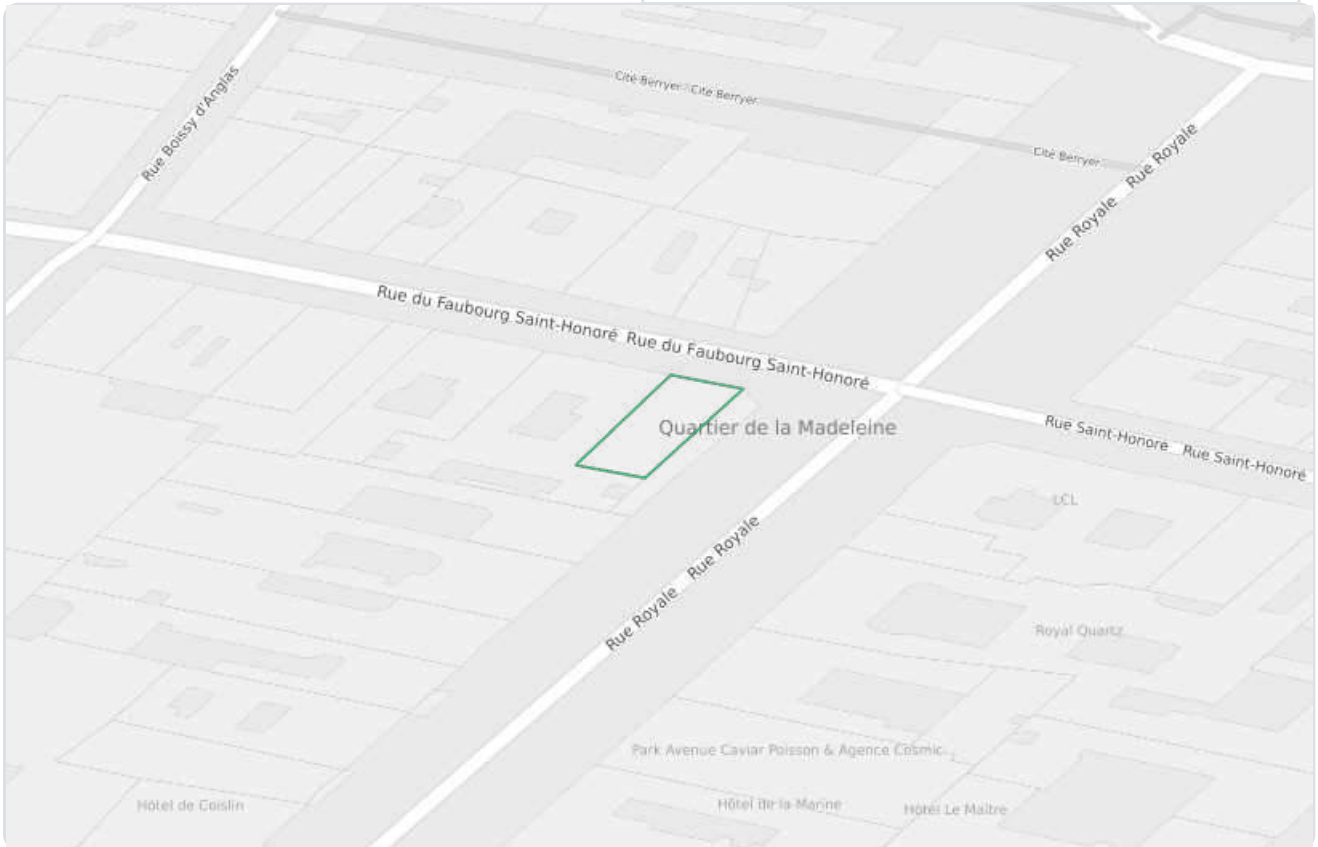 Cité Berryer Cité Berryer
Rue Boissy d'Anglas
Cité Berryer
Rue Royale
Rue Royale
Rue du Faubourg Saint-Honoré Rue du Faubourg Saint-Honoré
Quartier de la Madeleine
Rue Saint-Honoré Rue Saint-Honoré
LCL
Rue Royale
Rue Royale
Royal Quartz
Park Avenue Caviar Poisson & Agence Cosmic
Hôtel de Coislin
Hôtel de la Marine
Hôtel Le Maître